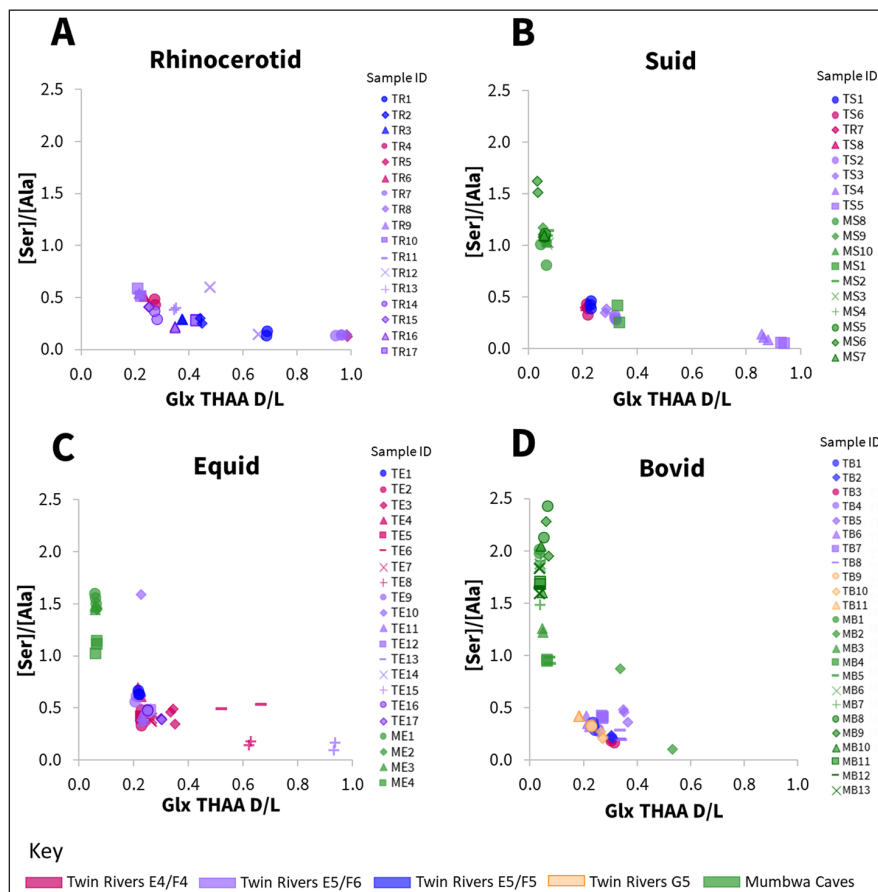 A
Rhinocerotid
Sample ID
TR1
TR2
TR3
TR4
TR5
TR6
TR7
TR8
TR9
TR10
TR11
TR12
TR13
TR14
TR15
TR16
TR17
2.5
2.0
1.5
1.0
0.5
0.0
[Ser]/[Ala]
0.0 0.2 0.4 0.6 0.8 1.0
Glx THAA D/L
B
Suid
Sample ID
TS1
TS6
TR7
TS8
TS2
TS3
TS4
TS5
MS8
MS9
MS10
MS1
MS2
MS3
MS4
MS5
MS6
MS7
2.5
2.0
1.5
1.0
0.5
0.0
[Ser]/[Ala]
0.0 0.2 0.4 0.6 0.8 1.0
Glx THAA D/L
C
Equid
Sample ID
TE1
TE2
TE3
TE4
TE5
TE6
TE7
TE8
TE9
TE10
TE11
TE12
TE13
TE14
TE15
TE16
TE17
ME1
ME2
ME3
ME4
2.5
2.0
1.5
1.0
0.5
0.0
[Ser]/[Ala]
0.0 0.2 0.4 0.6 0.8 1.0
Glx THAA D/L
D
Bovid
Sample ID
TB1
TB2
TB3
TB4
TB5
TB6
TB7
TB8
TB9
TB10
TB11
MB1
MB2
MB3
MB4
MB5
MB6
MB7
MB8
MB9
MB10
MB11
MB12
MB13
2.5
2.0
1.5
1.0
0.5
0.0
[Ser]/[Ala]
0.0 0.2 0.4 0.6 0.8 1.0
Glx THAA D/L
Key
Twin Rivers E4/F4 Twin Rivers E5/F6 Twin Rivers E5/F5 Twin Rivers G5 Mumbwa Caves